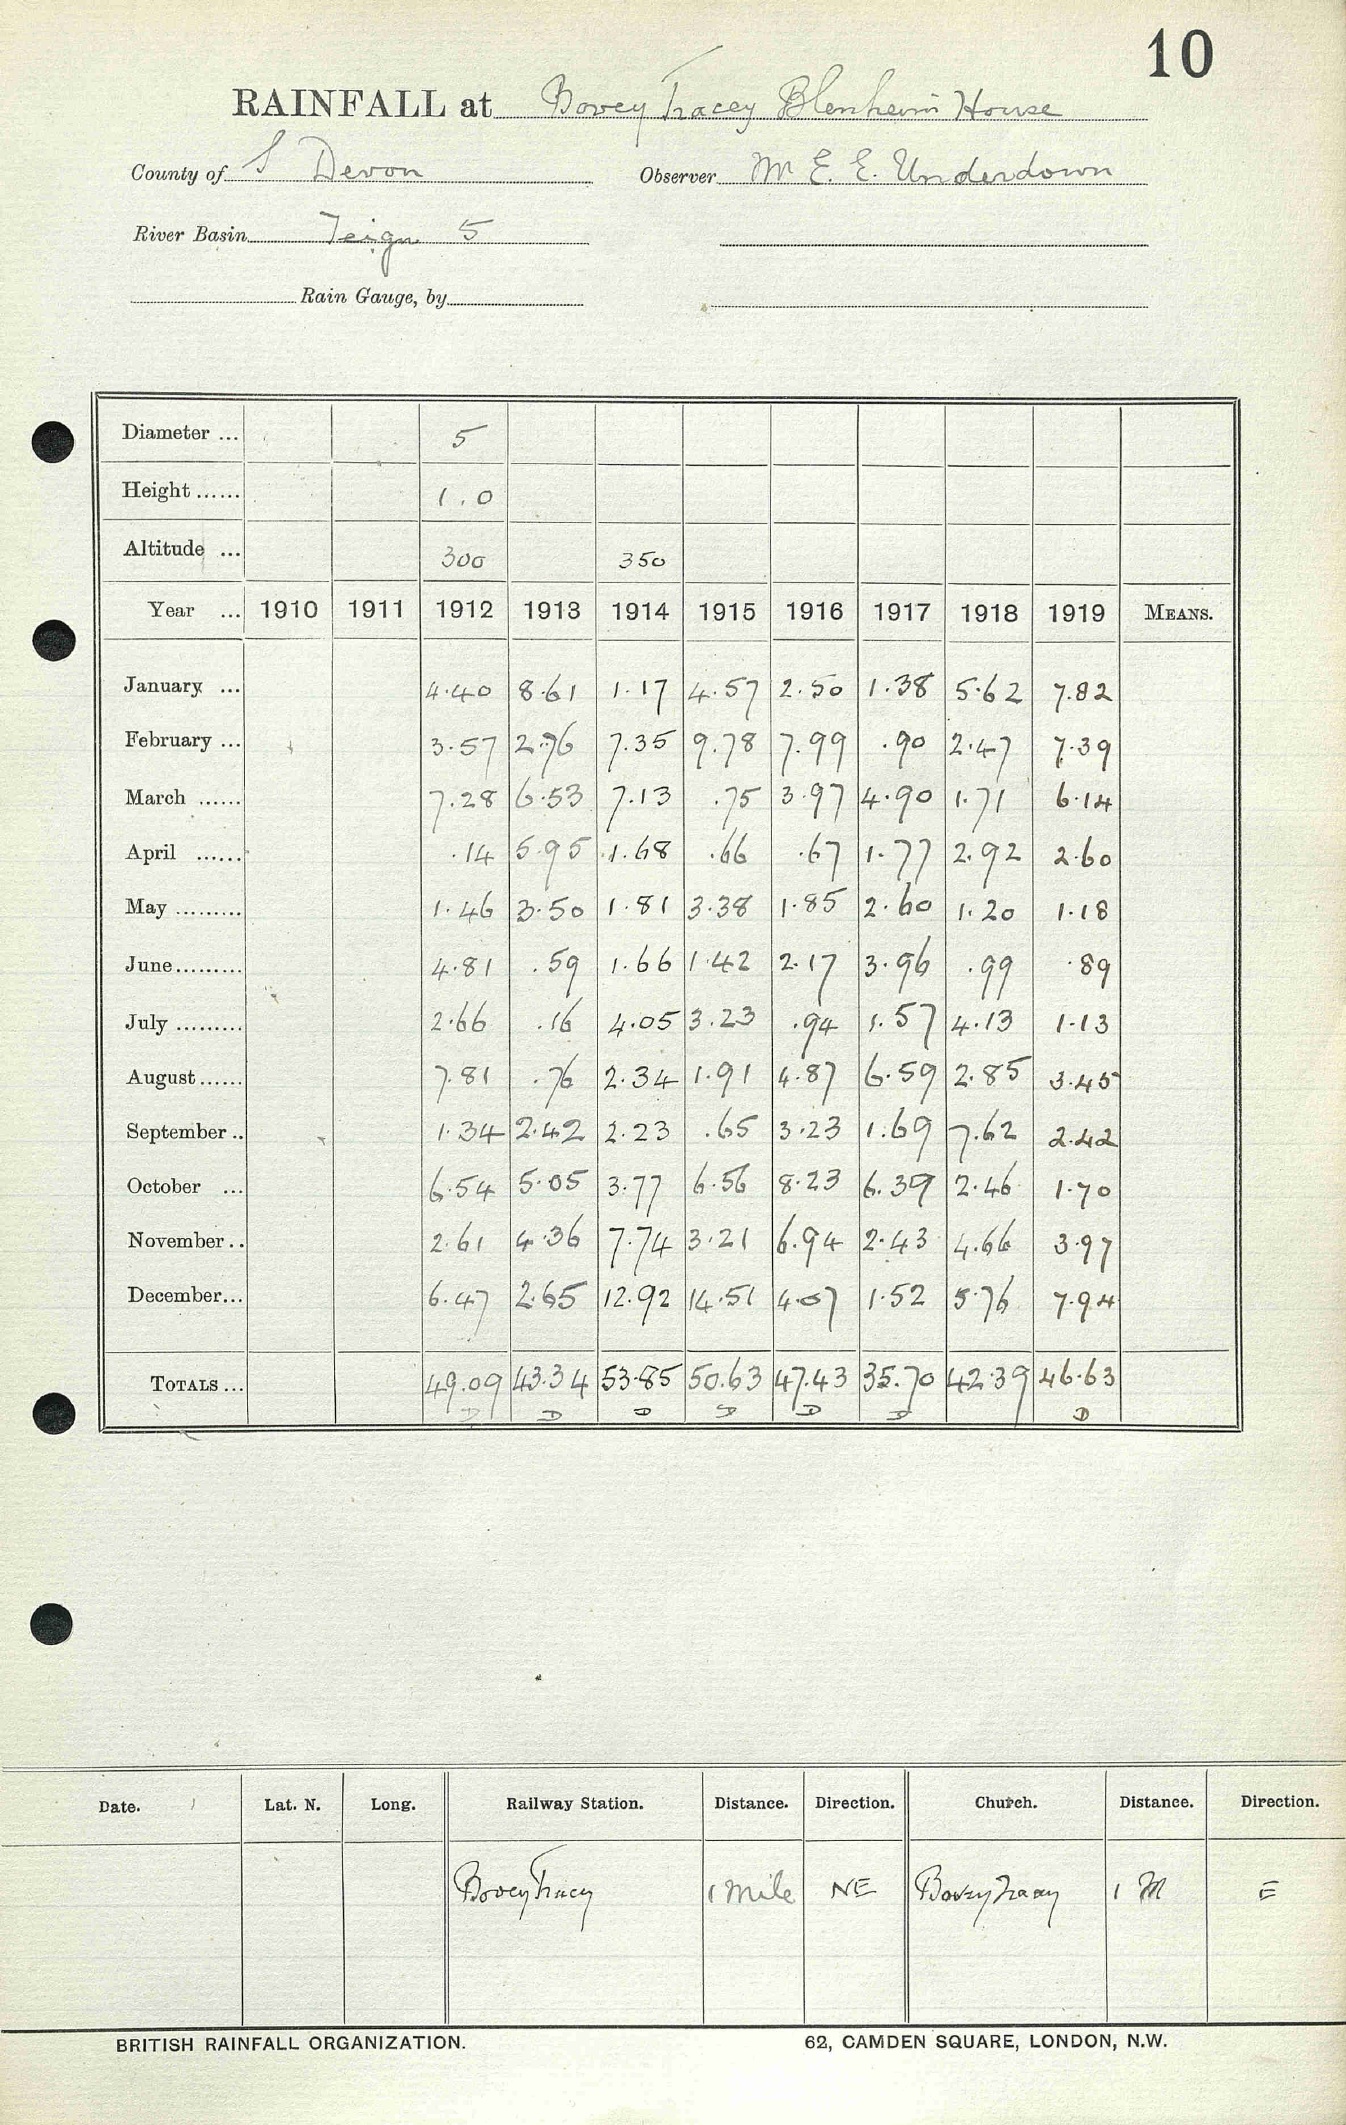 10
RAINFALL at Bovey Tracey Blenheim House
County of S Devon Observer Mr E. E. Underdown
River Basin Teign 5
Rain Gauge, by
Diameter ... 5
Height ...... 1.0
Altitude ... 300 350
Year ... 1910 1911 1912 1913 1914 1915 1916 1917 1918 1919 MEANS.
January ... 4.40 8.61 1.17 4.57 2.50 1.38 5.62 7.82
February ... 3.57 2.76 7.35 9.78 7.99 .90 2.47 7.39
March ...... 7.28 6.53 7.13 .75 3.97 4.90 1.71 6.14
April ...... .14 5.95 1.68 .66 .67 1.77 2.92 2.60
May ......... 1.46 3.50 1.81 3.38 1.85 2.60 1.20 1.18
June......... 4.81 .59 1.66 1.42 2.17 3.96 .99 .89
July ......... 2.66 .16 4.05 3.23 .94 1.57 4.13 1.13
August...... 7.81 .76 2.34 1.91 4.87 6.59 2.85 3.45
September .. 1.34 2.42 2.23 .65 3.23 1.69 7.62 2.42
October ... 6.54 5.05 3.77 6.56 8.23 6.39 2.46 1.70
November .. 2.61 4.36 7.74 3.21 6.94 2.43 4.66 3.97
December... 6.47 2.65 12.92 14.51 4.07 1.52 5.76 7.94
TOTALS ... 49.09 43.34 53.85 50.63 47.43 35.70 42.39 46.63
D D D D D D D
Date. Lat. N. Long. Railway Station. Distance. Direction. Church. Distance. Direction.
Bovey Tracy 1 Mile NE Bovey Tracy 1 M E
BRITISH RAINFALL ORGANIZATION. 62, CAMDEN SQUARE, LONDON, N.W.